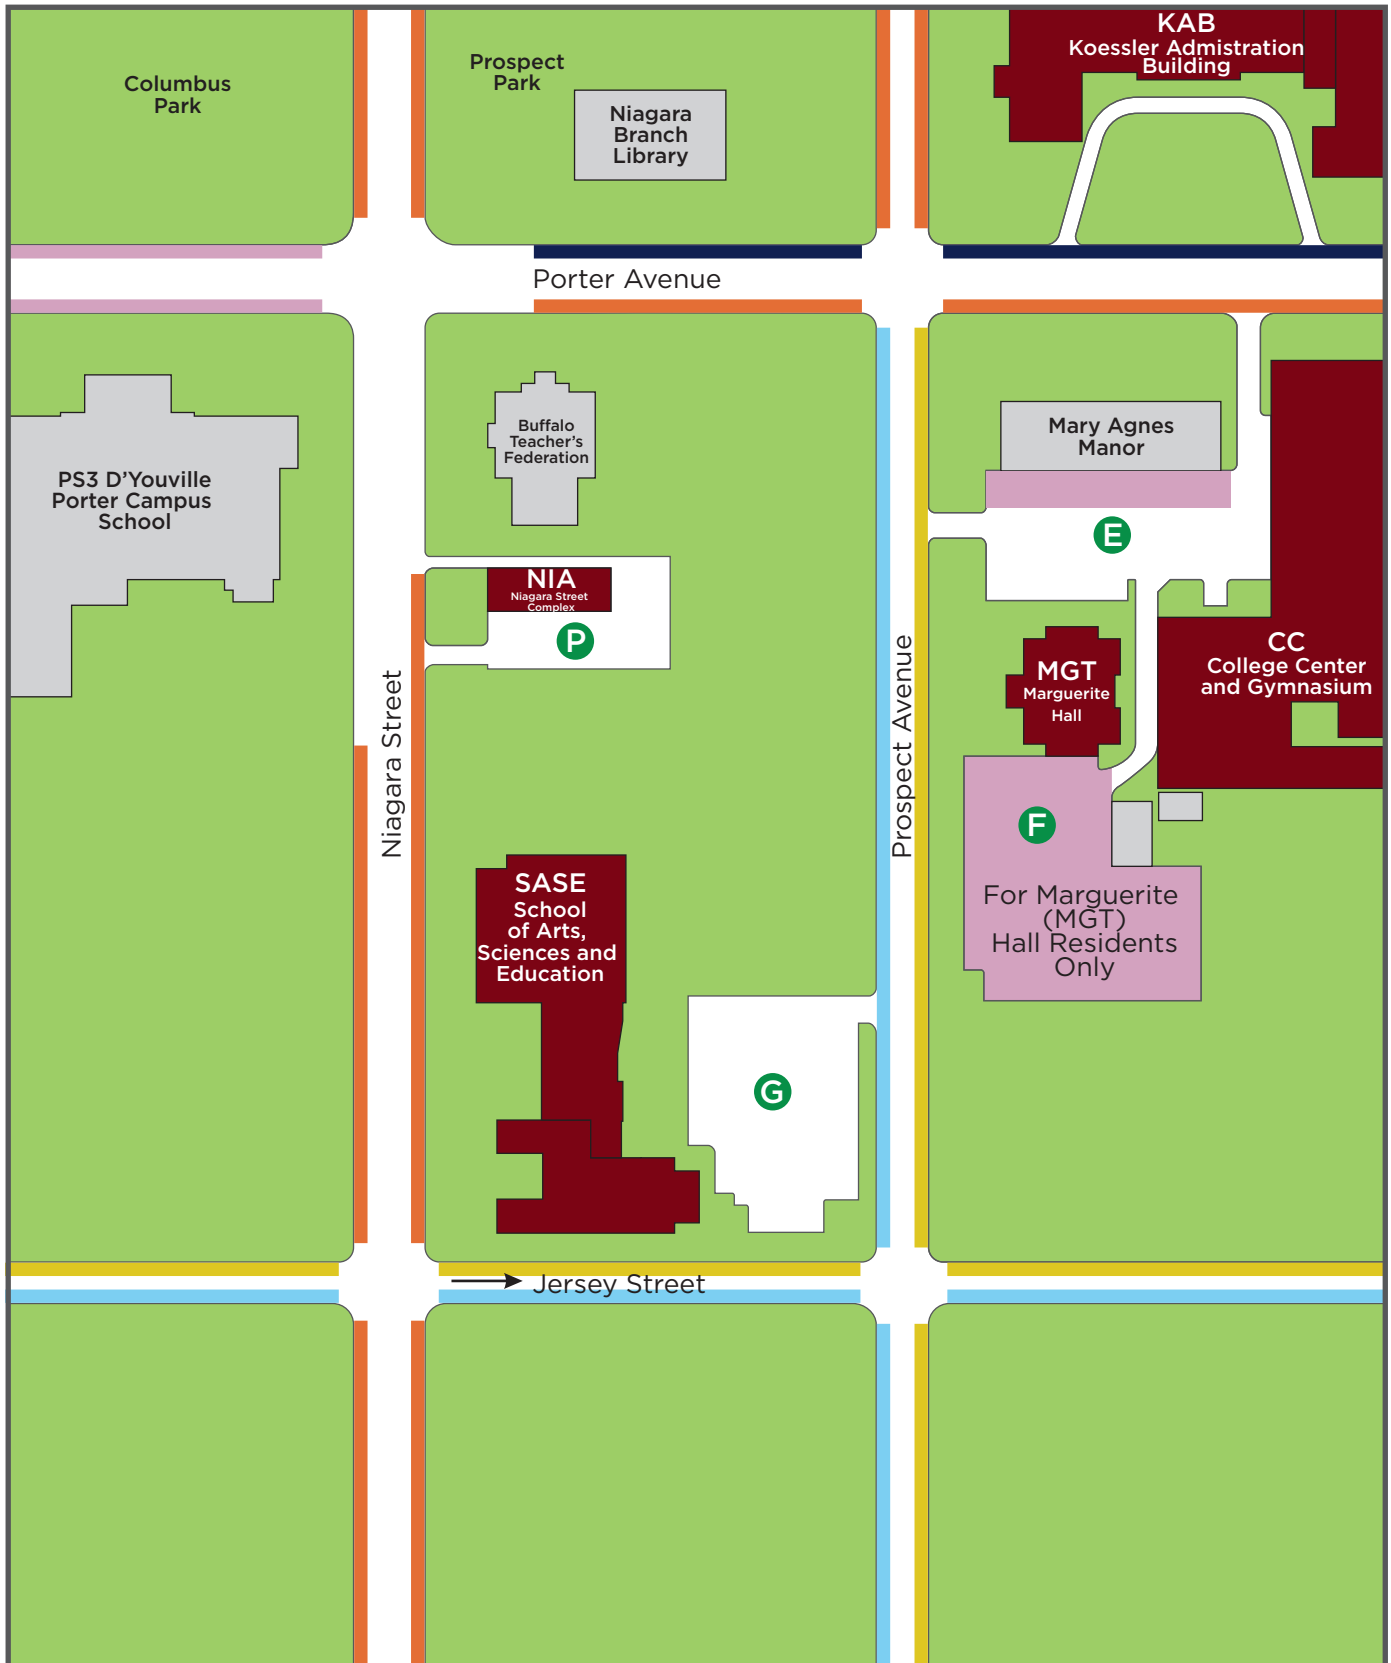 Columbus
Park
Prospect
Park
Niagara
Branch
Library
KAB
Koessler Admistration
Building
Porter Avenue
PS3 D'Youville
Porter Campus
School
Buffalo
Teacher's
Federation
Mary Agnes
Manor
E
NIA
Niagara Street
Complex
P
Niagara Street
Prospect Avenue
MGT
Marguerite
Hall
CC
College Center
and Gymnasium
F
For Marguerite
(MGT)
Hall Residents
Only
SASE
School
of Arts,
Sciences and
Education
G
Jersey Street